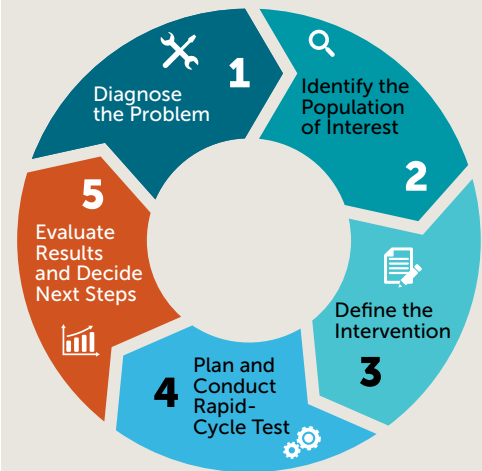 1
Diagnose
the Problem
Identify the
Population
of Interest
2
Define the
Intervention
3
Plan and
Conduct
Rapid-
Cycle Test
4
5
Evaluate
Results
and Decide
Next Steps